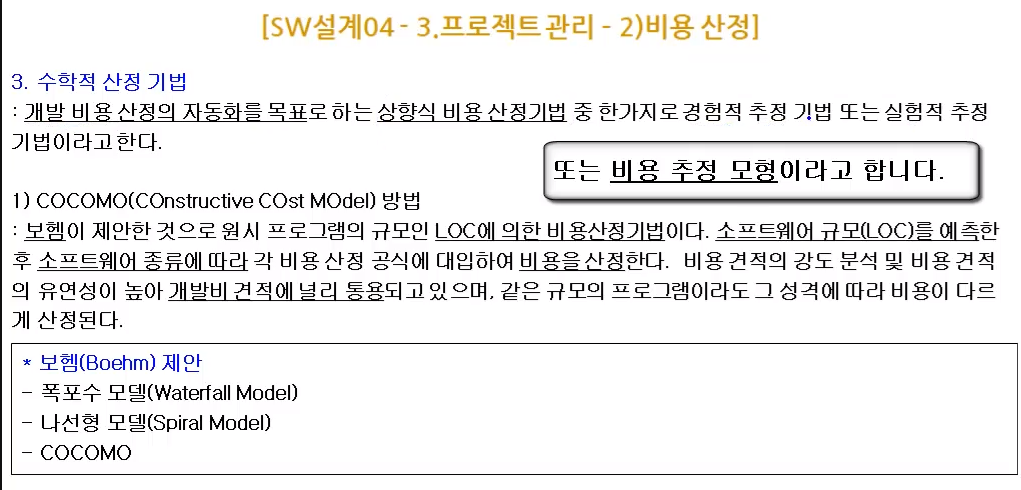 [SW설계04 - 3.프로젝트 관리 - 2)비용 산정]
3. 수학적 산정 기법
: 개발 비용 산정의 자동화를 목표로 하는 상향식 비용 산정기법 중 한가지로 경험적 추정 기법 또는 실험적 추정
기법이라고 한다.
또는 비용 추정 모형이라고 합니다.
1) COCOMO(COnstructive COst MOdel) 방법
: 보헴이 제안한 것으로 원시 프로그램의 규모인 LOC에 의한 비용산정기법이다. 소프트웨어 규모(LOC)를 예측한
후 소프트웨어 종류에 따라 각 비용 산정 공식에 대입하여 비용을 산정한다. 비용 견적의 강도 분석 및 비용 견적
의 유연성이 높아 개발비 견적에 널리 통용되고 있으며, 같은 규모의 프로그램이라도 그 성격에 따라 비용이 다르
게 산정된다.
* 보헴(Boehm) 제안
- 폭포수 모델(Waterfall Model)
- 나선형 모델(Spiral Model)
- COCOMO